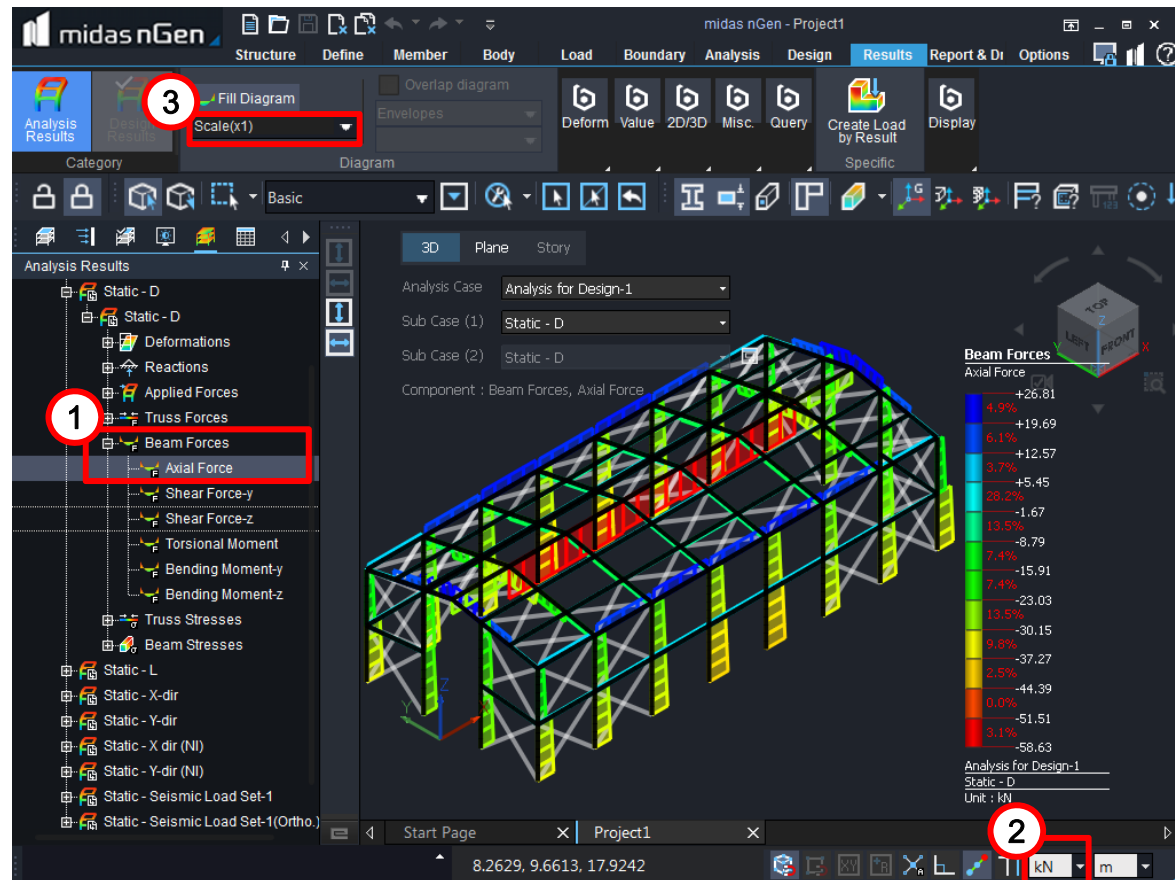 midas nGen
midas nGen - Project1
Structure Define Member Body Load Boundary Analysis Design Results Report & Di Options
Analysis Results
Design Results
3
Fill Diagram
Scale(x1)
Overlap diagram
Envelopes
Deform Value 2D/3D Misc. Query
Create Load by Result
Display
Category Diagram Specific
Basic
Analysis Results
Static - D
Static - D
Deformations
Reactions
Applied Forces
Truss Forces
1
Beam Forces
Axial Force
Shear Force-y
Shear Force-z
Torsional Moment
Bending Moment-y
Bending Moment-z
Truss Stresses
Beam Stresses
Static - L
Static - X-dir
Static - Y-dir
Static - X dir (NI)
Static - Y-dir (NI)
Static - Seismic Load Set-1
Static - Seismic Load Set-1(Ortho.)
3D Plane Story
Analysis Case Analysis for Design-1
Sub Case (1) Static - D
Sub Case (2) Static - D
Component : Beam Forces, Axial Force
TOP
LEFT FRONT
Z
Y X
Beam Forces
Axial Force
+26.81
4.9%
+19.69
6.1%
+12.57
3.7%
+5.45
28.2%
-1.67
13.5%
-8.79
7.4%
-15.91
7.4%
-23.03
13.5%
-30.15
9.8%
-37.27
2.5%
-44.39
0.0%
-51.51
3.1%
-58.63
Analysis for Design-1
Static - D
Unit : kN
Z
Y X
Start Page Project1
2
8.2629, 9.6613, 17.9242
kN m